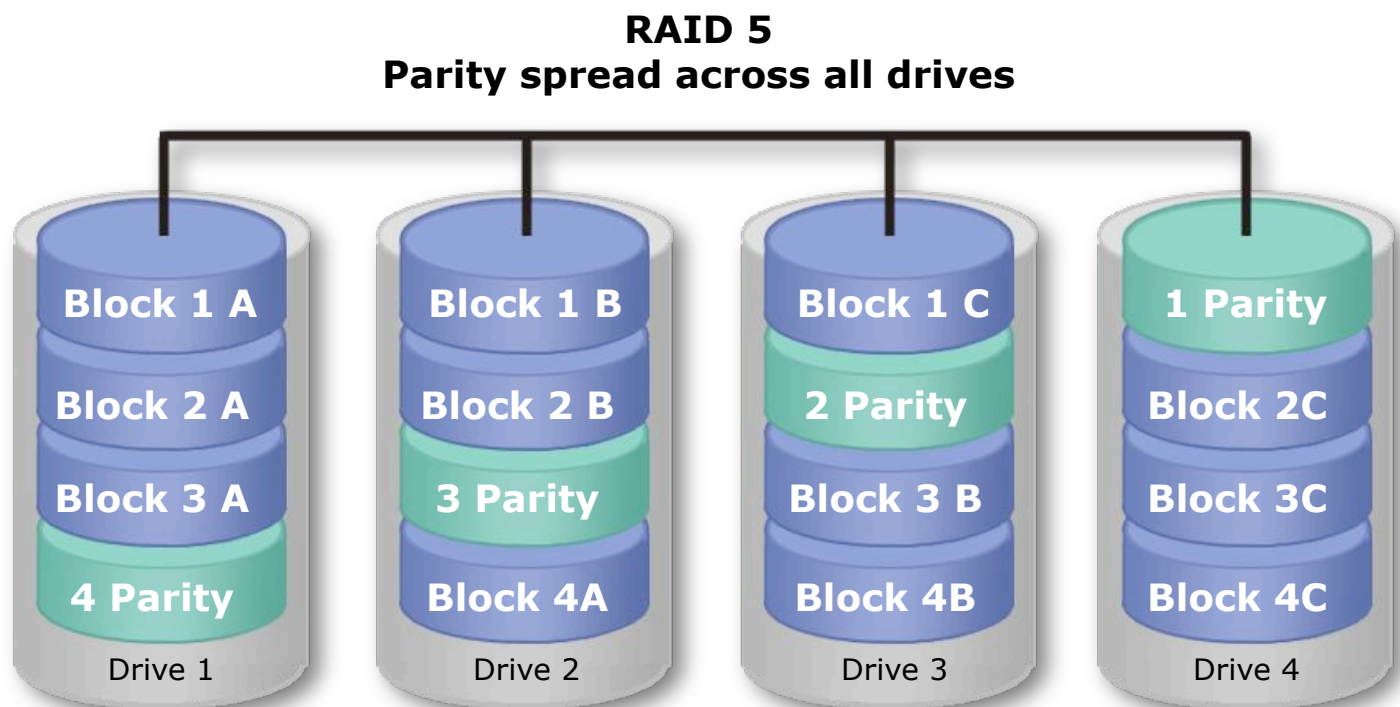 RAID 5
Parity spread across all drives
Block 1 A
Block 1 B
Block 1 C
1 Parity
Block 2 A
Block 2 B
2 Parity
Block 2C
Block 3 A
3 Parity
Block 3 B
Block 3C
4 Parity
Block 4A
Block 4B
Block 4C
Drive 1
Drive 2
Drive 3
Drive 4